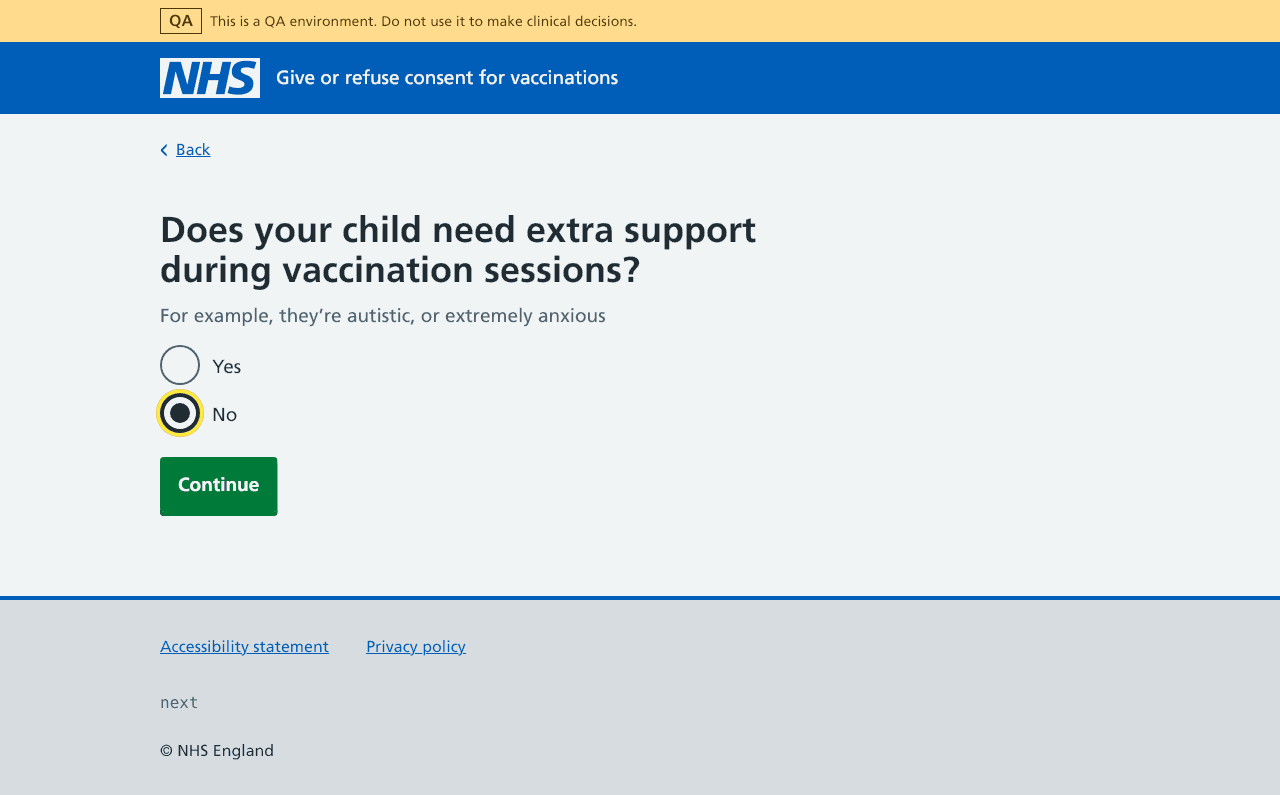 QA This is a QA environment. Do not use it to make clinical decisions.
NHS Give or refuse consent for vaccinations
Back
Does your child need extra support
during vaccination sessions?
For example, they’re autistic, or extremely anxious
Yes
No
Continue
Accessibility statement Privacy policy
next
© NHS England